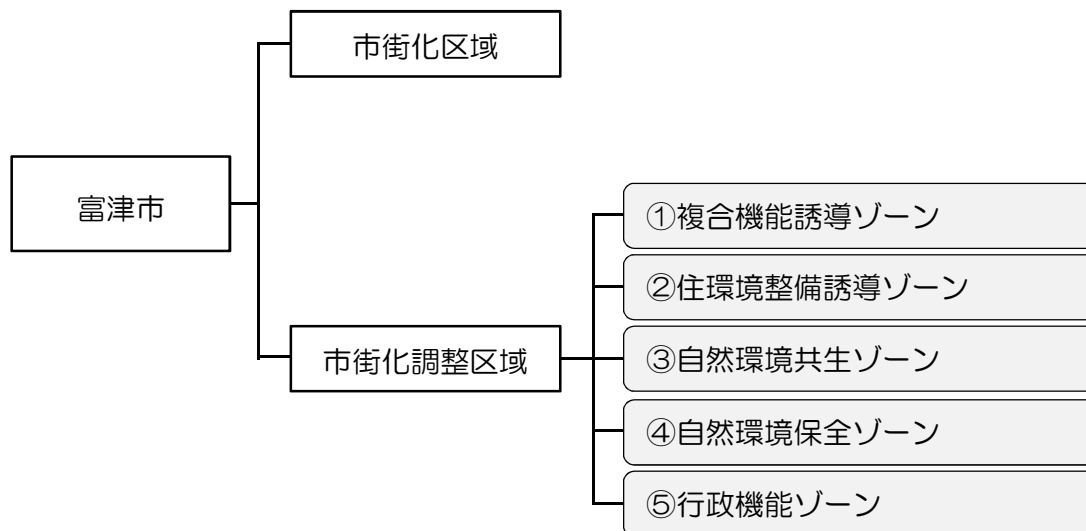 市街化区域
富津市
市街化調整区域
①複合機能誘導ゾーン
②住環境整備誘導ゾーン
③自然環境共生ゾーン
④自然環境保全ゾーン
⑤行政機能ゾーン